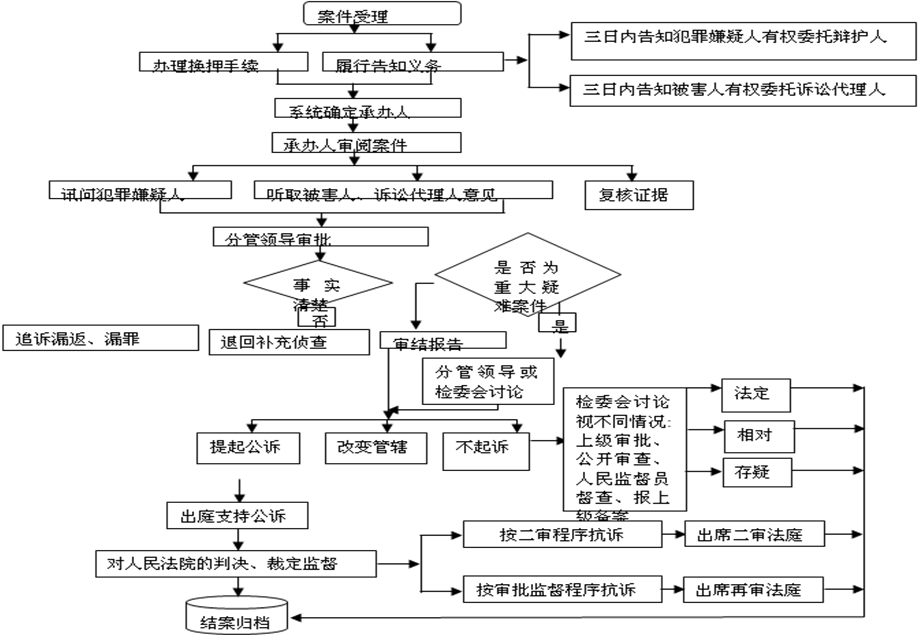 案件受理
办理换押手续
履行告知义务
三日内告知犯罪嫌疑人有权委托辩护人
三日内告知被害人有权委托诉讼代理人
系统确定承办人
承办人审阅案件
讯问犯罪嫌疑人
听取被害人、诉讼代理人意见
复核证据
分管领导审批
事 实
清楚
否
是 否 为
重 大 疑
难案件
是
追诉漏返、漏罪
退回补充侦查
审结报告
分管领导或
检委会讨论
提起公诉
改变管辖
不起诉
检委会讨论
视不同情况:
上级审批、
公开审查、
人民监督员
督查、报上
级备案
法定
相对
存疑
出庭支持公诉
对人民法院的判决、裁定监督
按二审程序抗诉
出席二审法庭
按审批监督程序抗诉
出席再审法庭
结案归档